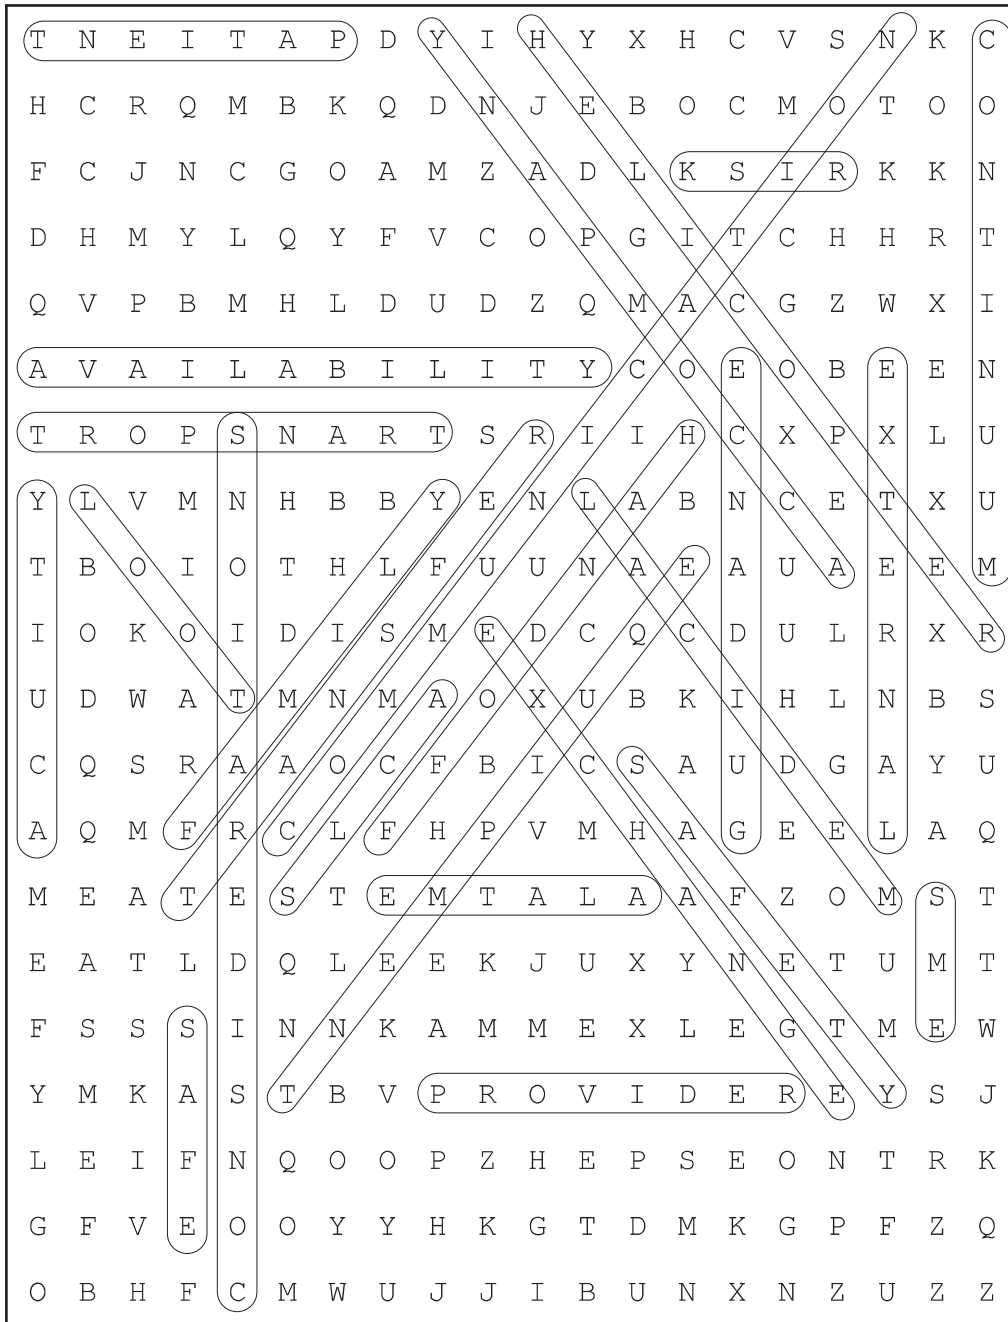 T N E I T A P D Y I H Y X H C V S N K C
H C R Q M B K Q D N J E B O C M O T O O
F C J N C G O A M Z A D L K S I R K K N
D H M Y L Q Y F V C O P G I T C H H R T
Q V P B M H L D U D Z Q M A C G Z W X I
A V A I L A B I L I T Y C O E O B E E N
T R O P S N A R T S R I I H C X P X L U
Y L V M N H B B Y E N L A B N C E T X U
T B O I O T H L F U U N A E A U A E E M
I O K O I D I S M E D C Q C D U L R X R
U D W A T M N M A O X U B K I H L N B S
C Q S R A A O C F B I C S A U D G A Y U
A Q M F R C L F H P V M H A G E E L A Q
M E A T E S T E M T A L A A F Z O M S T
E A T L D Q L E E K J U X Y N E T U M T
F S S S I N N K A M M E X L E G T M E W
Y M K A S T B V P R O V I D E R E Y S J
L E I F N Q O O P Z H E P S E O N T R K
G F V E O O Y Y H K G T D M K G P F Z Q
O B H F C M W U J J I B U N X N Z U Z Z